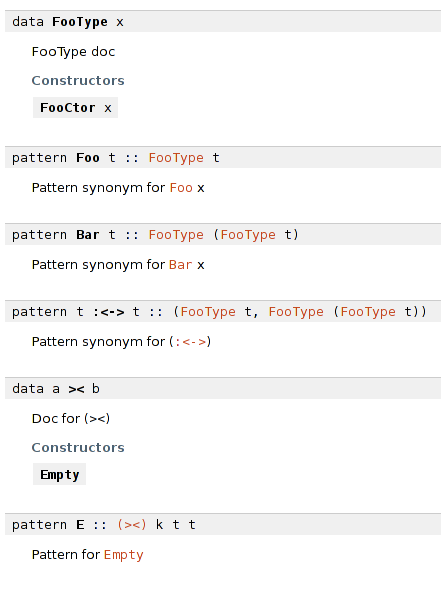 data FooType x
FooType doc
Constructors
FooCtor x
pattern Foo t :: FooType t
Pattern synonym for Foo x
pattern Bar t :: FooType (FooType t)
Pattern synonym for Bar x
pattern t :<-> t :: (FooType t, FooType (FooType t))
Pattern synonym for (:<->)
data a >< b
Doc for (><)
Constructors
Empty
pattern E :: (><) k t t
Pattern for Empty